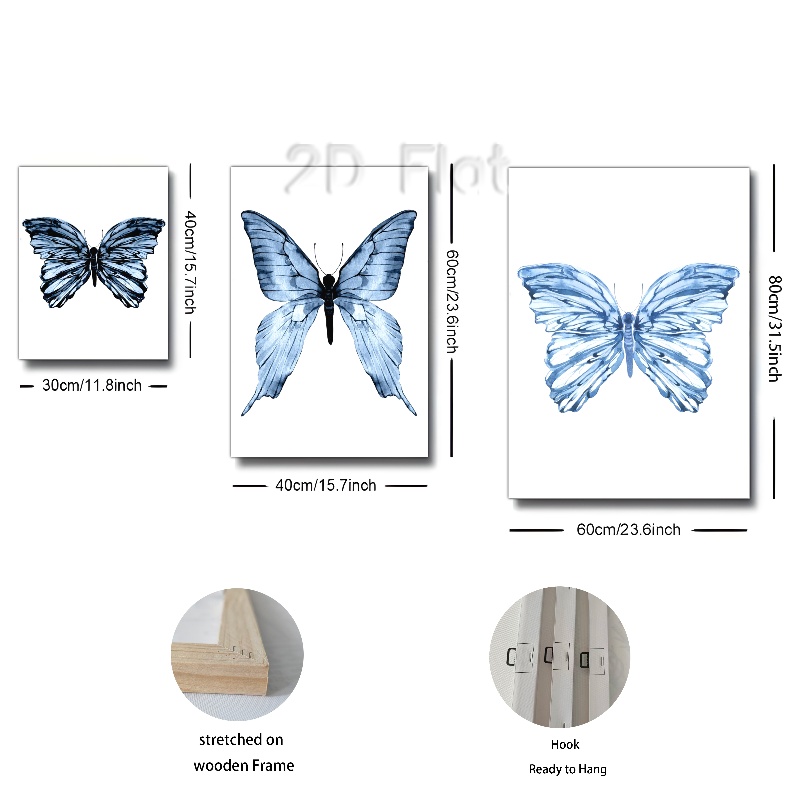 2D Flat
40cm/15.7inch
30cm/11.8inch
60cm/23.6inch
40cm/15.7inch
80cm/31.5inch
60cm/23.6inch
stretched on
wooden Frame
Hook
Ready to Hang